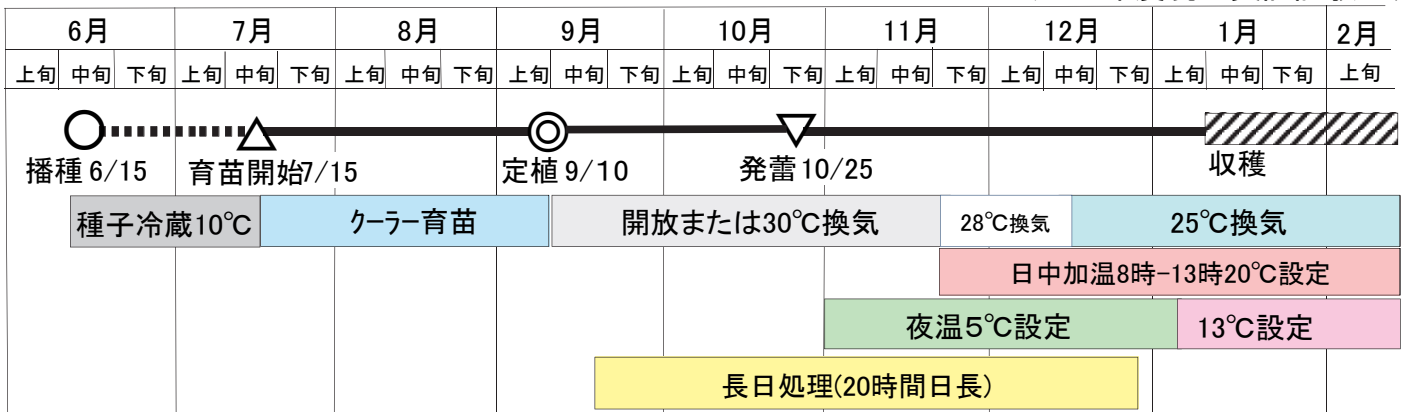 6月 7月 8月 9月 10月 11月 12月 1月 2月
上旬 中旬 下旬 上旬 中旬 下旬 上旬 中旬 下旬 上旬 中旬 下旬 上旬 中旬 下旬 上旬 中旬 下旬 上旬 中旬 下旬 上旬 中旬 下旬 上旬
播種 6/15 育苗開始7/15 定植 9/10 発蕾 10/25 収穫
種子冷蔵10℃ クーラー育苗 開放または30℃換気 28℃換気 25℃換気
日中加温8時-13時20℃設定
夜温5℃設定 13℃設定
長日処理(20時間日長)